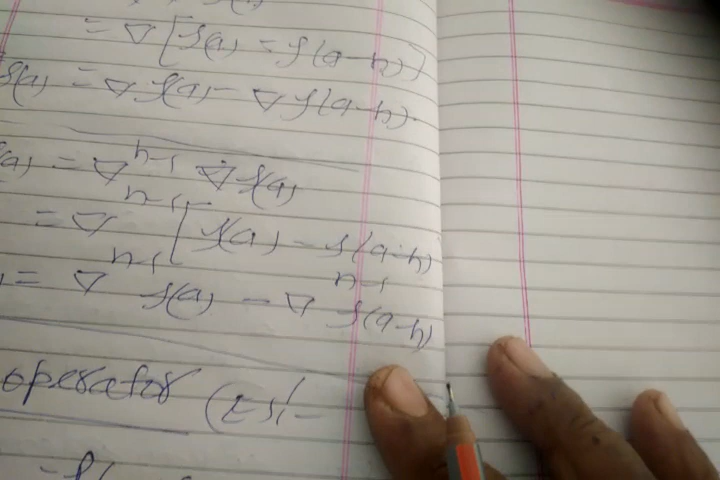 = ∇ [f(a) = f(a-h)]
f(a) = ∇ f(a) - ∇ f(a-h).
(a) = ∇^{n-1} ∇ f(a)
= ∇^{n-1} [f(a) - f(a-h)
= ∇^{n-1} f(a) - ∇^{n-1} f(a-h)
operator (E):-